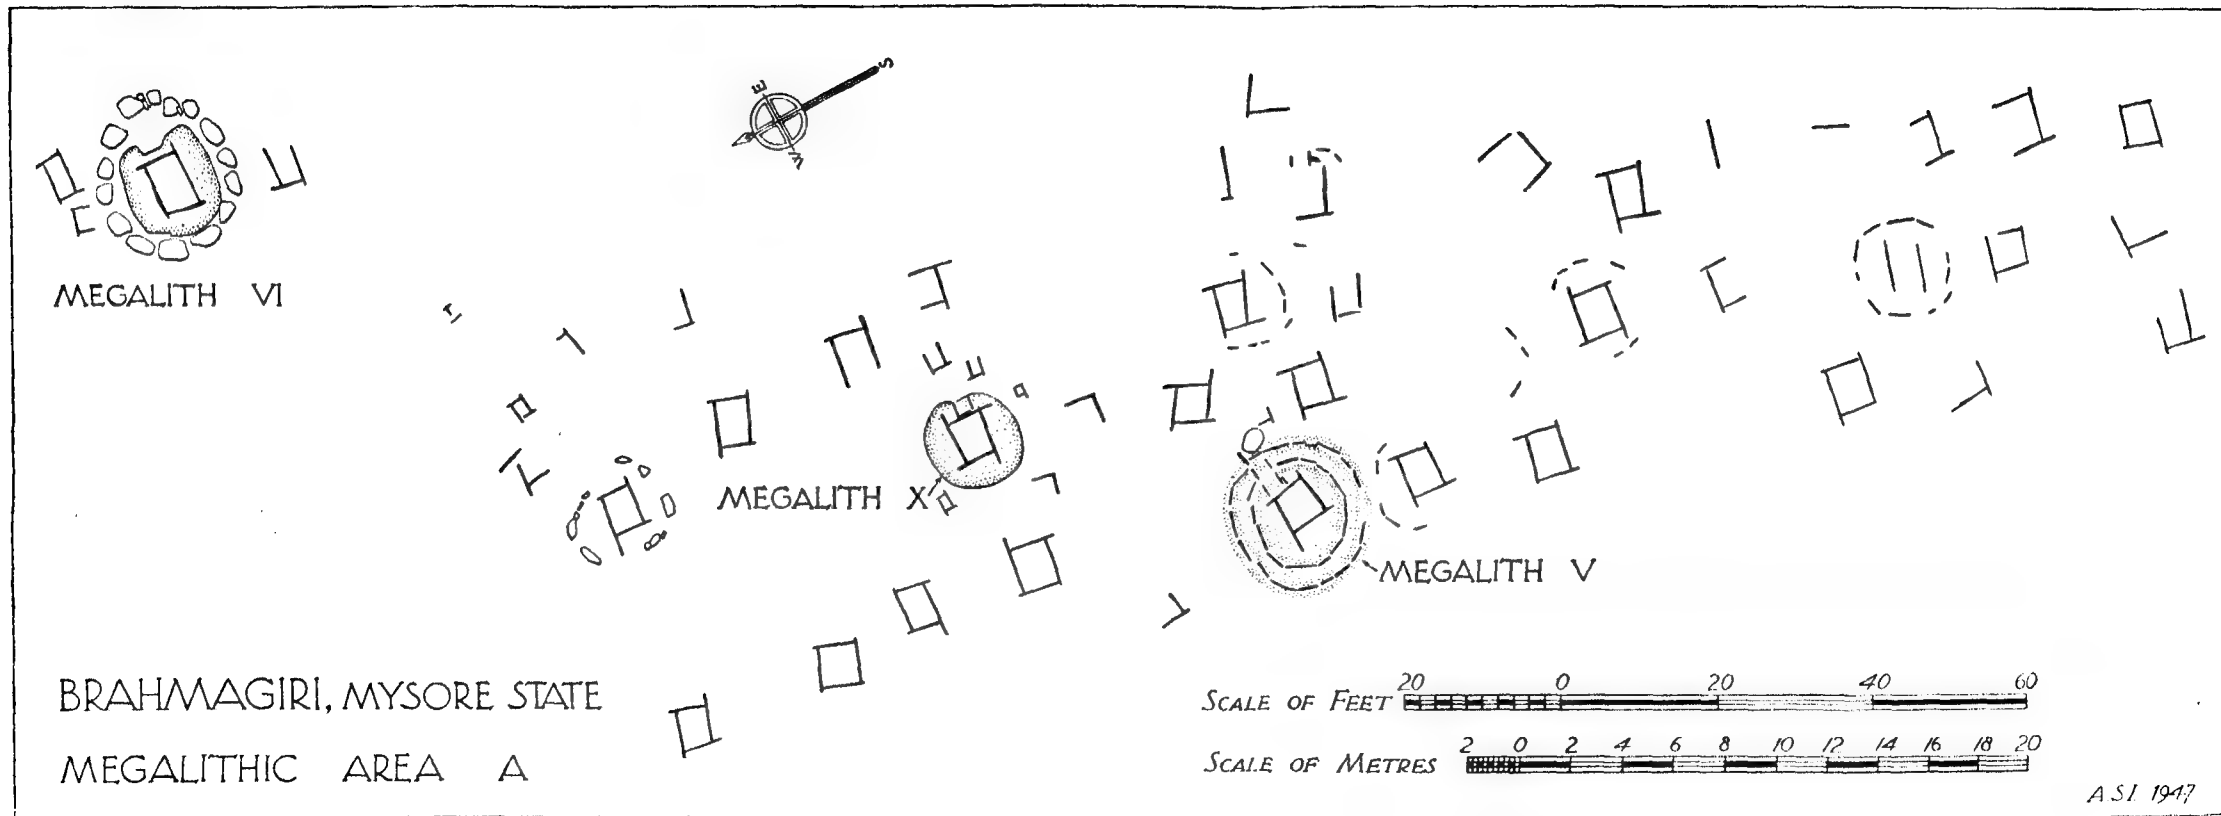 E
S
W
MEGALITH VI
MEGALITH X
MEGALITH V
BRAHMAGIRI, MYSORE STATE
MEGALITHIC AREA A
SCALE OF FEET 20 0 20 40 60
SCALE OF METRES 2 0 2 4 6 8 10 12 14 16 18 20
A.S.I. 1947